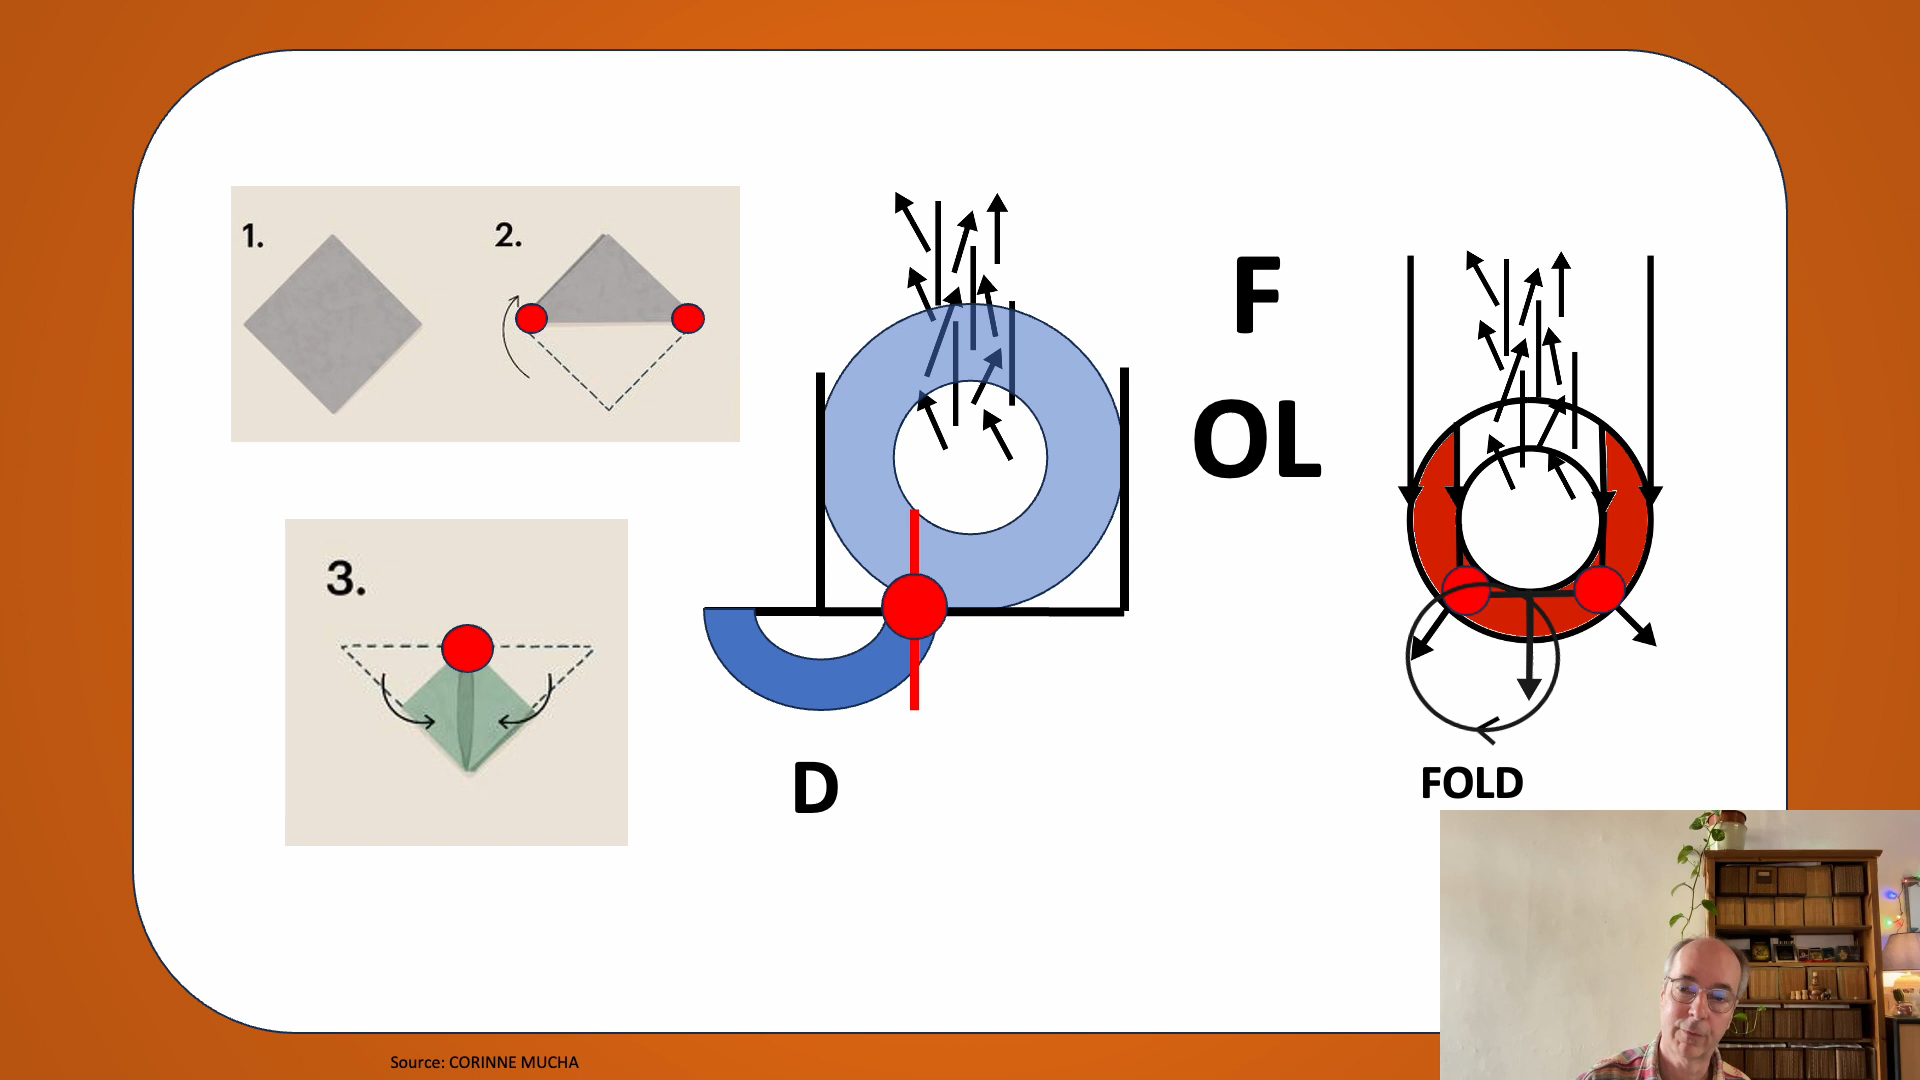 1.
2.
3.
F
OL
D
FOLD
Source: CORINNE MUCHA